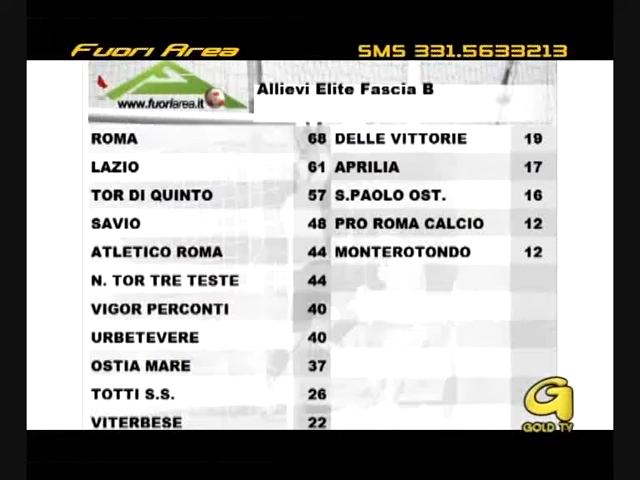 Fuori Area SMS 331.5633213
www.fuoriarea.it
Allievi Elite Fascia B
ROMA 68
LAZIO 61
TOR DI QUINTO 57
SAVIO 48
ATLETICO ROMA 44
N. TOR TRE TESTE 44
VIGOR PERCONTI 40
URBETEVERE 40
OSTIA MARE 37
TOTTI S.S. 26
VITERBESE 22
DELLE VITTORIE 19
APRILIA 17
S.PAOLO OST. 16
PRO ROMA CALCIO 12
MONTEROTONDO 12
G
GOLD TV